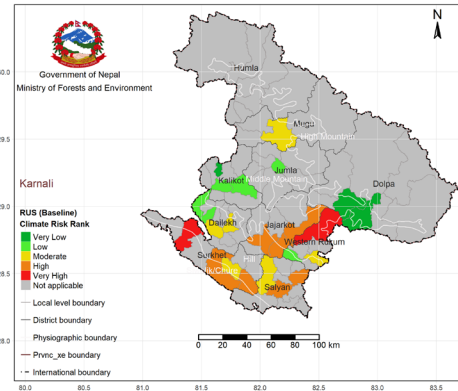 N
Government of Nepal
Ministry of Forests and Environment
Humla
Mugu
High Mountain
Karnali
Jumla
Kalikot
Middle Mountain
Dolpa
RUS (Baseline)
Climate Risk Rank
Very Low
Low
Moderate
High
Very High
Not applicable
Dailekh
Jajarkot
Western Rukum
Surkhet
Hill
Salyan
Local level boundary
District boundary
Physiographic boundary
Prvnc_xe boundary
International boundary
0 20 40 60 80 100 km
29.5
28.5
80.0 80.5 81.0 81.5 82.0 82.5 83.0 83.5